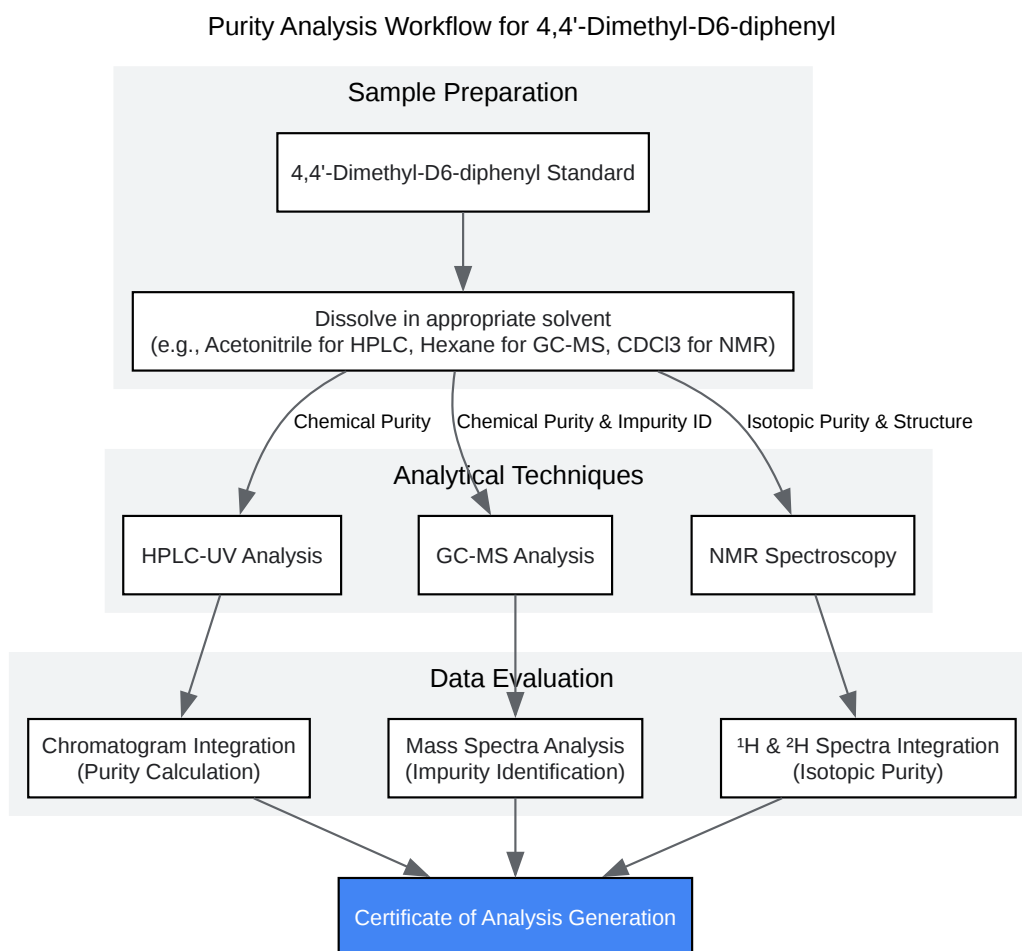 Purity Analysis Workflow for 4,4'-Dimethyl-D6-diphenyl
Sample Preparation
4,4'-Dimethyl-D6-diphenyl Standard
Dissolve in appropriate solvent
(e.g., Acetonitrile for HPLC, Hexane for GC-MS, CDCl3 for NMR)
Chemical Purity
Chemical Purity & Impurity ID
Isotopic Purity & Structure
Analytical Techniques
HPLC-UV Analysis
GC-MS Analysis
NMR Spectroscopy
Data Evaluation
Chromatogram Integration
(Purity Calculation)
Mass Spectra Analysis
(Impurity Identification)
¹H & ²H Spectra Integration
(Isotopic Purity)
Certificate of Analysis Generation